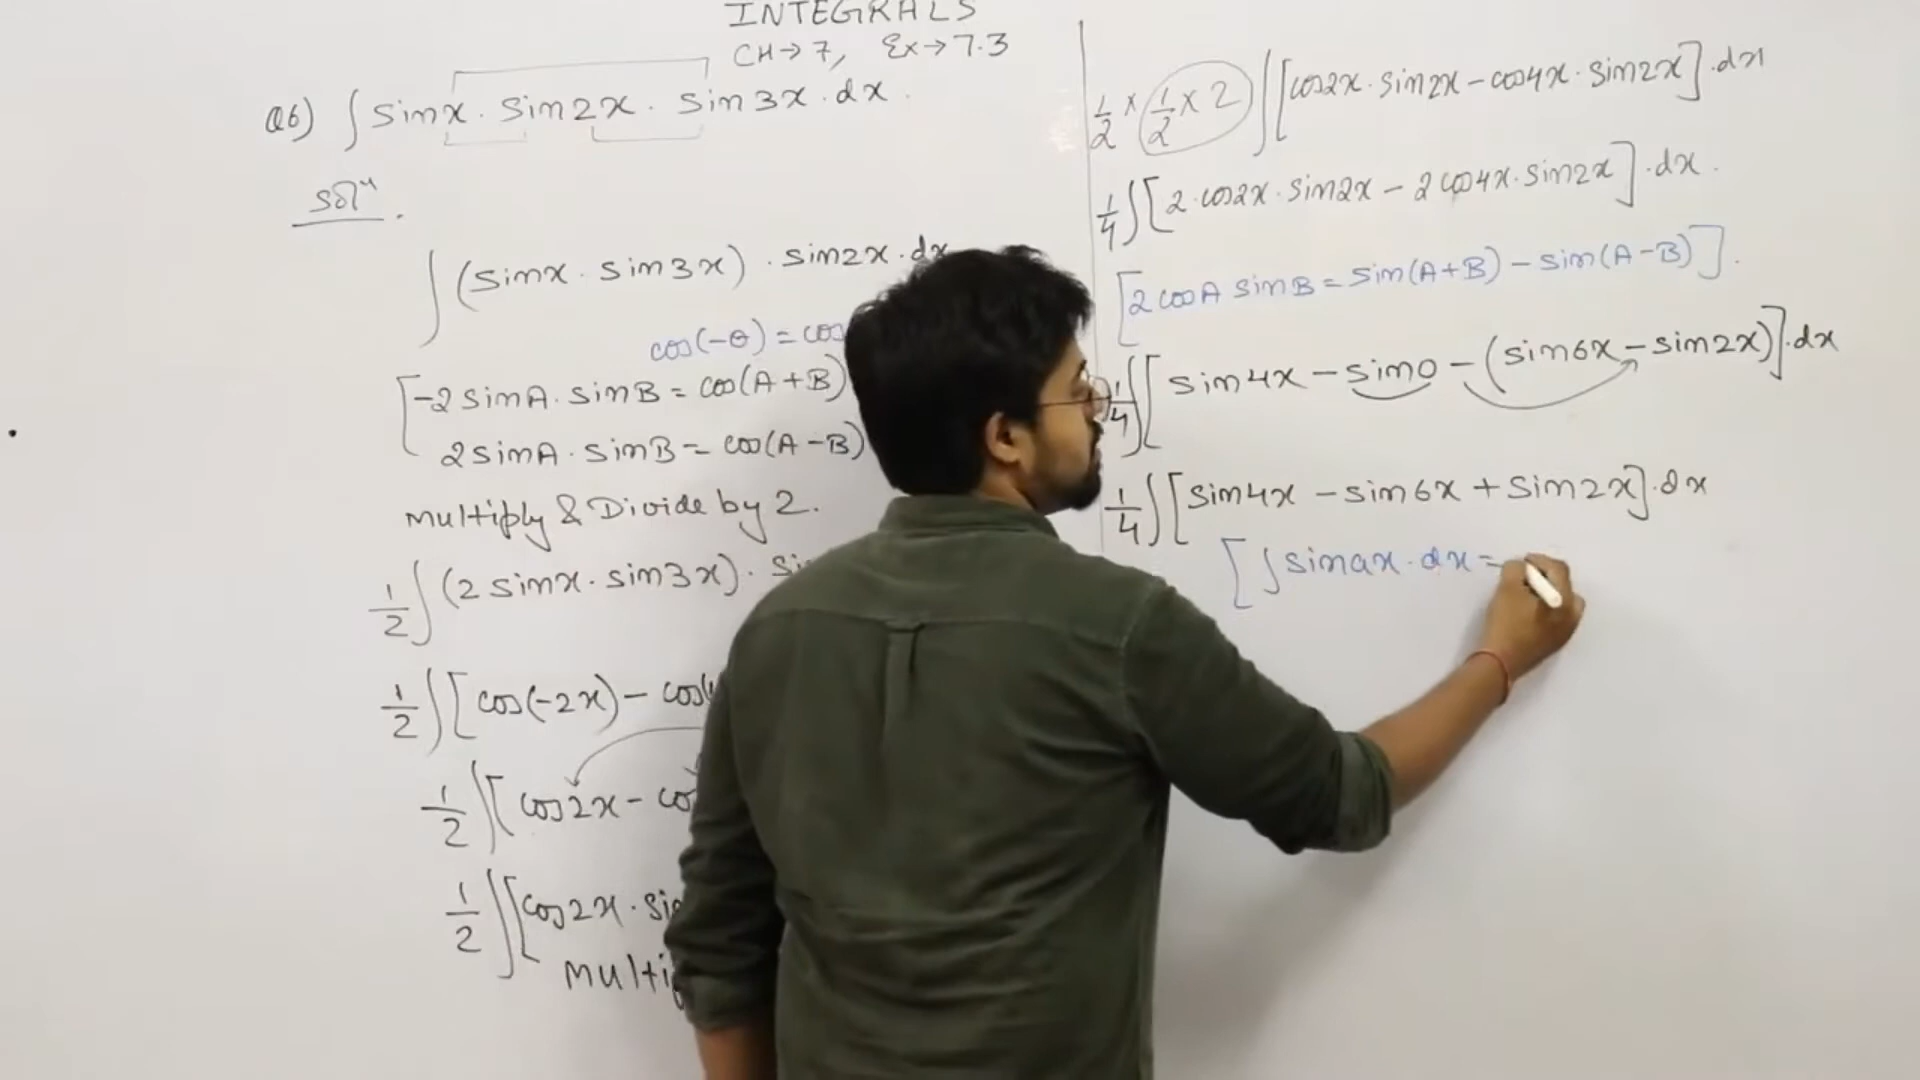 INTEGRALS
CH→7, Ex→7.3
Q6) ∫ sinx · sin2x · sin3x · dx.
Solⁿ.
∫ (sinx · sin3x) · sin2x · dx
cos(-θ) = cos
[-2 sinA · sinB = cos(A+B)
2 sinA · sinB = cos(A-B)
Multiply & Divide by 2.
1/2 ∫ (2 sinx · sin3x) ·
1/2 ∫ [cos(-2x) -
1/2 ∫ [cos2x -
1/2 ∫ [cos2x ·
1/2 × 1/2 × 2 ∫ [cos2x · sin2x - cos4x · sin2x] · dx
1/4 ∫ [2 · cos2x · sin2x - 2 cos4x · sin2x] · dx.
[2 cosA sinB = sin(A+B) - sin(A-B)].
1/4 ∫ [sin4x - sin0 - (sin6x - sin2x)] · dx
1/4 ∫ [sin4x - sin6x + sin2x] · dx
[∫ sinax · dx =